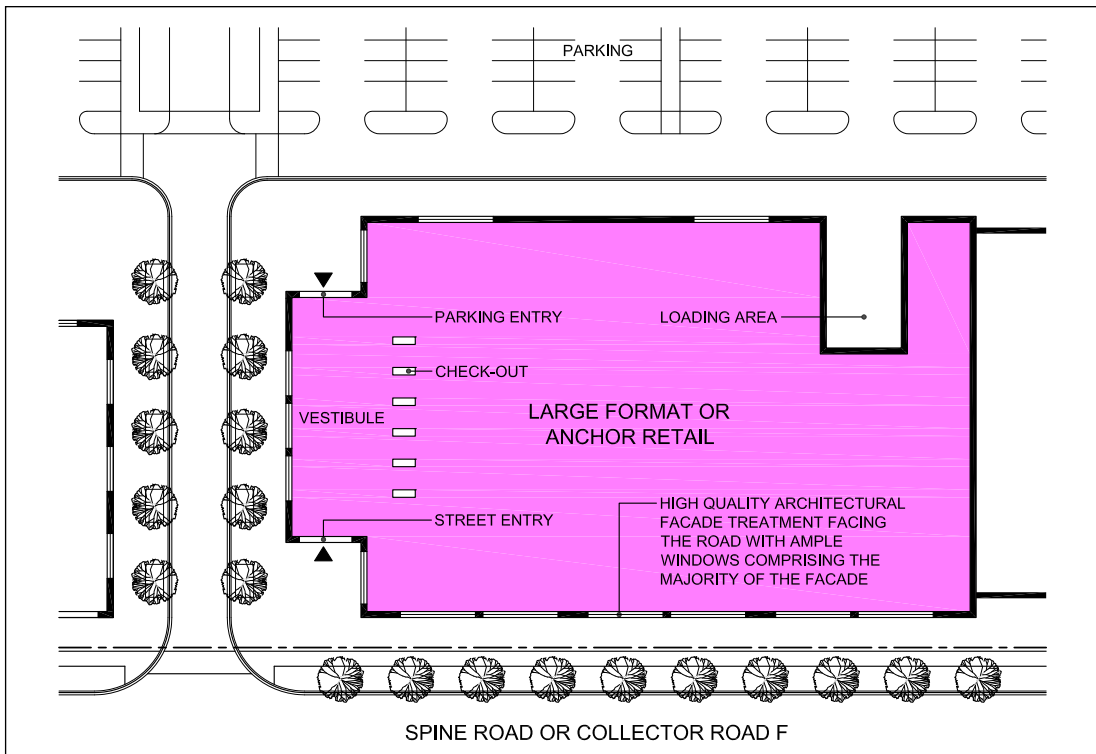 PARKING
PARKING ENTRY
LOADING AREA
CHECK-OUT
VESTIBULE
LARGE FORMAT OR
ANCHOR RETAIL
STREET ENTRY
HIGH QUALITY ARCHITECTURAL
FACADE TREATMENT FACING
THE ROAD WITH AMPLE
WINDOWS COMPRISING THE
MAJORITY OF THE FACADE
SPINE ROAD OR COLLECTOR ROAD F